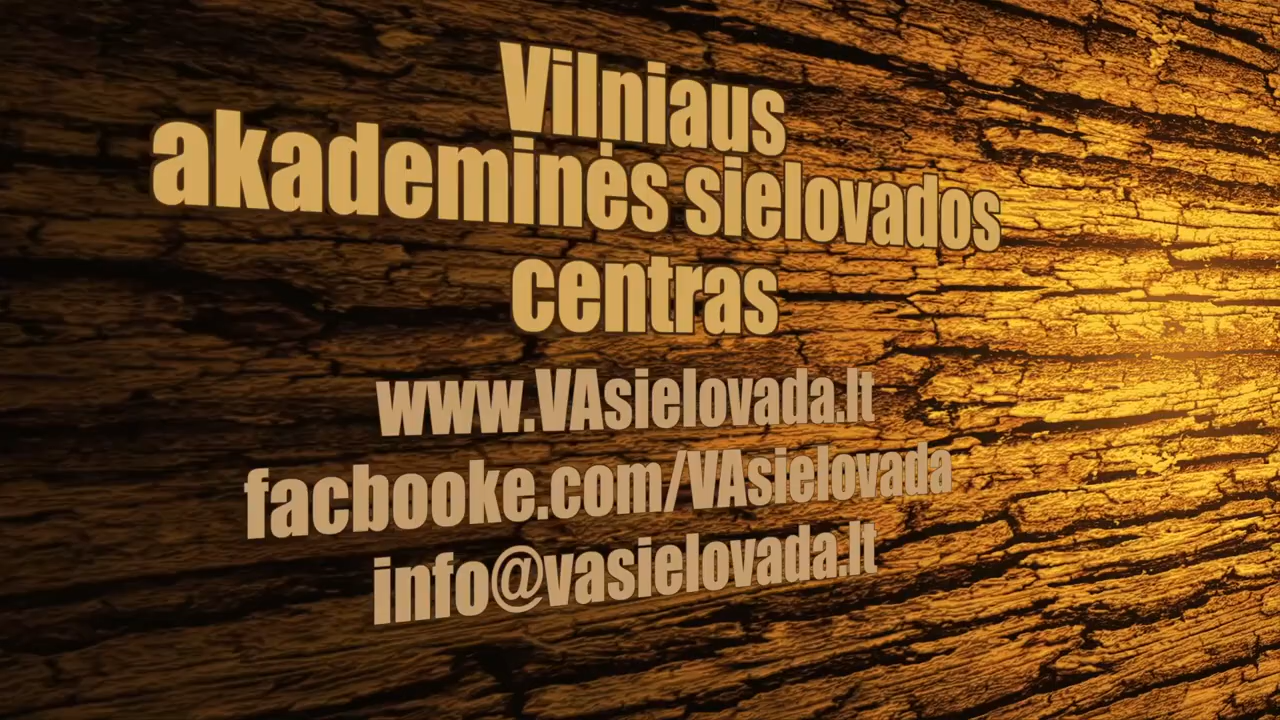 Vilniaus
akademinės sielovados
centras
www.VAsielovada.lt
facbooke.com/VAsielovada
info@vasielovada.lt